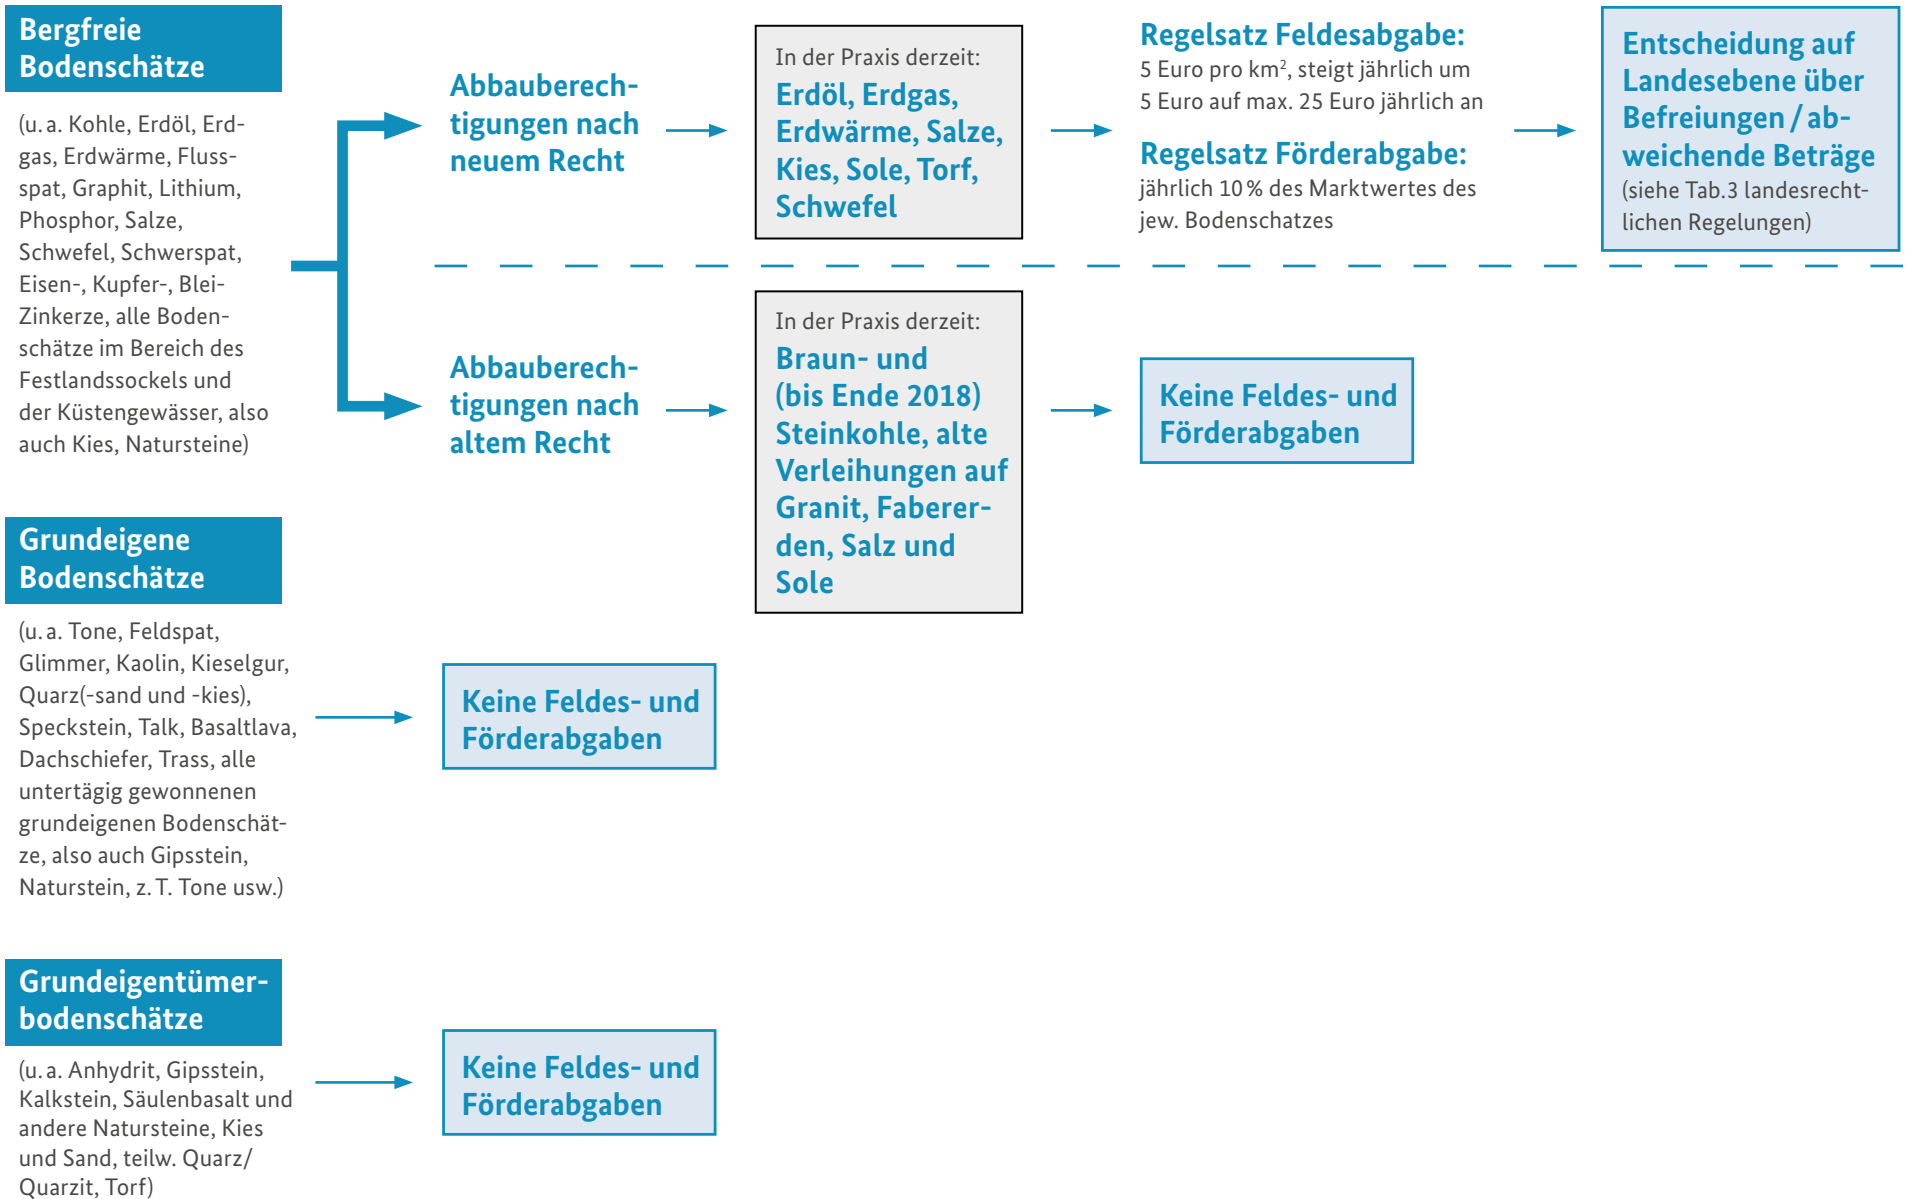 Bergfreie
Bodenschätze
(u. a. Kohle, Erdöl, Erd-
gas, Erdwärme, Fluss-
spat, Graphit, Lithium,
Phosphor, Salze,
Schwefel, Schwerspat,
Eisen-, Kupfer-, Blei-
Zinkerze, alle Boden-
schätze im Bereich des
Festlandssockels und
der Küstengewässer, also
auch Kies, Natursteine)
Abbauberech-
tigungen nach
neuem Recht
In der Praxis derzeit:
Erdöl, Erdgas,
Erdwärme, Salze,
Kies, Sole, Torf,
Schwefel
Regelsatz Feldesabgabe:
5 Euro pro km², steigt jährlich um
5 Euro auf max. 25 Euro jährlich an
Regelsatz Förderabgabe:
jährlich 10 % des Marktwertes des
jew. Bodenschatzes
Entscheidung auf
Landesebene über
Befreiungen / ab-
weichende Beträge
(siehe Tab.3 landesrecht-
lichen Regelungen)
Abbauberech-
tigungen nach
altem Recht
In der Praxis derzeit:
Braun- und
(bis Ende 2018)
Steinkohle, alte
Verleihungen auf
Granit, Faberer-
den, Salz und
Sole
Keine Feldes- und
Förderabgaben
Grundeigene
Bodenschätze
(u. a. Tone, Feldspat,
Glimmer, Kaolin, Kieselgur,
Quarz(-sand und -kies),
Speckstein, Talk, Basaltlava,
Dachschiefer, Trass, alle
untertägig gewonnenen
grundeigenen Bodenschät-
ze, also auch Gipsstein,
Naturstein, z. T. Tone usw.)
Keine Feldes- und
Förderabgaben
Grundeigentümer-
bodenschätze
(u. a. Anhydrit, Gipsstein,
Kalkstein, Säulenbasalt und
andere Natursteine, Kies
und Sand, teilw. Quarz/
Quarzit, Torf)
Keine Feldes- und
Förderabgaben